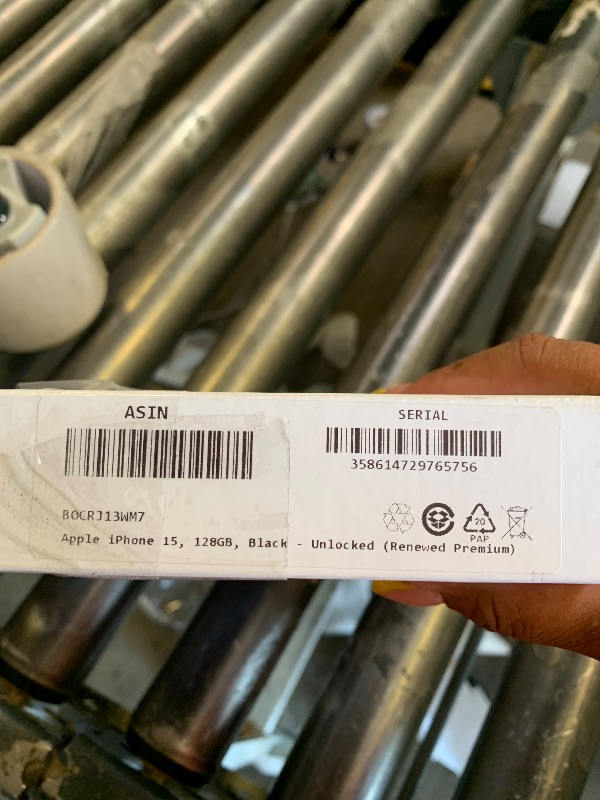 ASIN
SERIAL
358614729765756
B0CRJ13WM7
20
PAP
Apple iPhone 15, 128GB, Black - Unlocked (Renewed Premium)